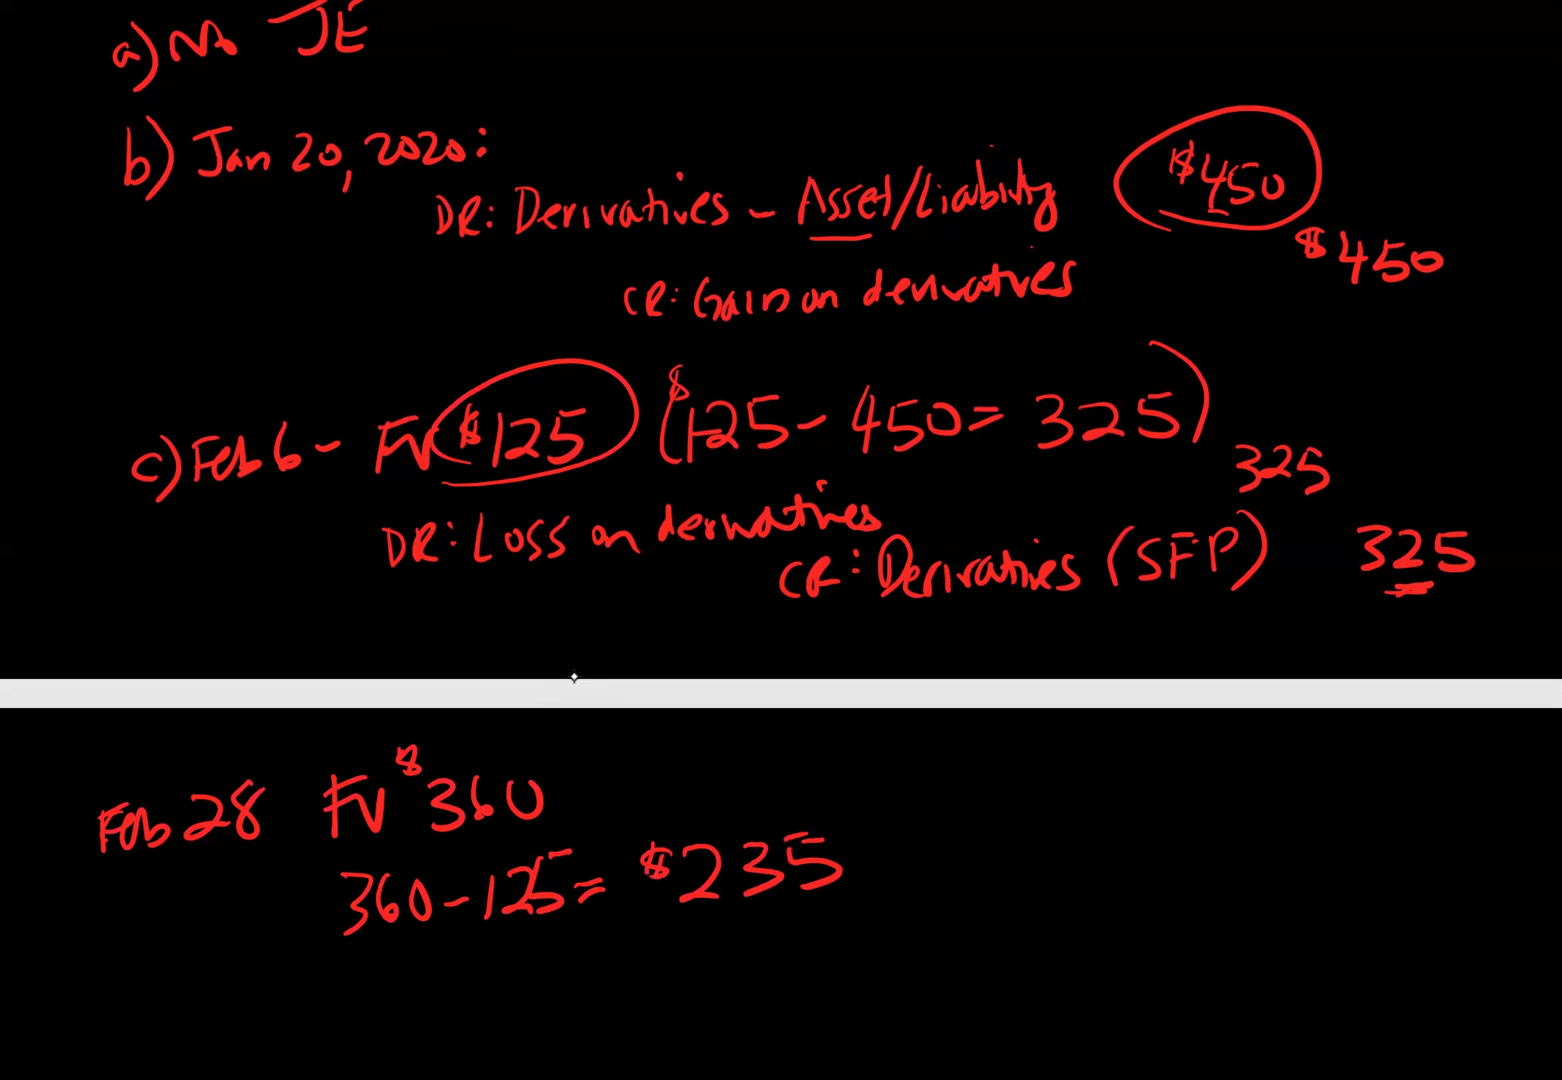 a) No JE
b) Jan 20, 2020:
DR: Derivatives - Asset/Liability $450
CR: Gain on derivatives $450
c) Feb 6 - FV $125 ($125 - 450 = 325)
DR: Loss on derivatives 325
CR: Derivatives (SFP) 325
Feb 28 FV $360
360 - 125 = $235